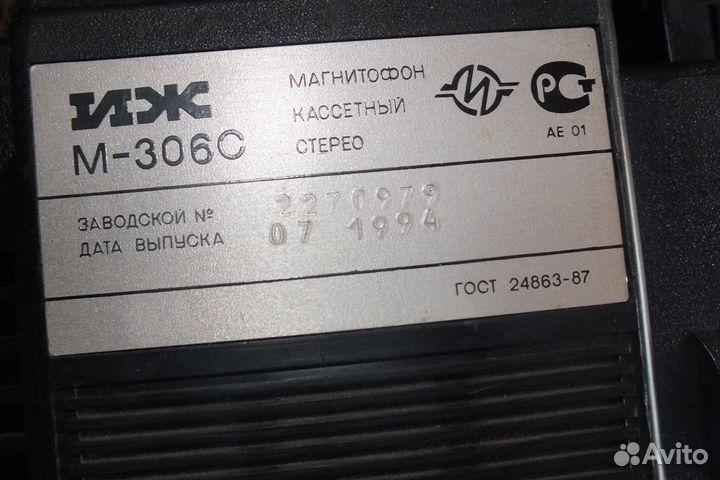 ИЖ
М-306С
МАГНИТОФОН
КАССЕТНЫЙ
СТЕРЕО
РСТ
АЕ 01
ЗАВОДСКОЙ № 2270979
ДАТА ВЫПУСКА 07 1994
ГОСТ 24863-87
Avito